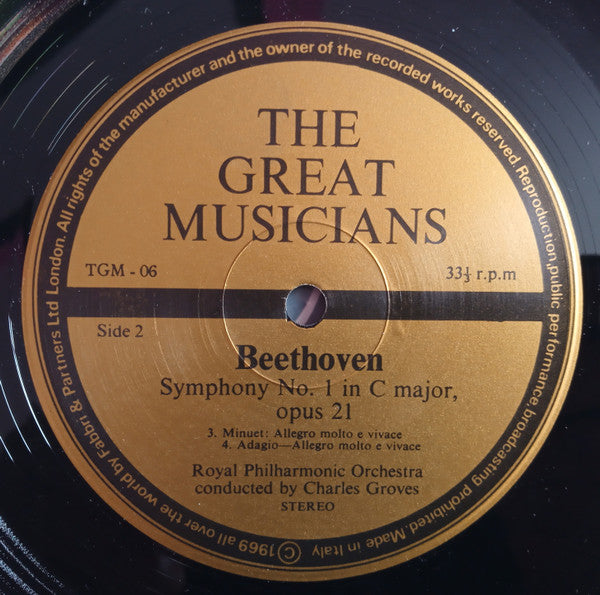 THE
GREAT
MUSICIANS
TGM - 06
33⅓ r.p.m
Side 2
Beethoven
Symphony No. 1 in C major,
opus 21
3. Minuet: Allegro molto e vivace
4. Adagio—Allegro molto e vivace
Royal Philharmonic Orchestra
conducted by Charles Groves
STEREO
© 1969 all over the world by Fabbri & Partners Ltd London. All rights of the manufacturer and the owner of the recorded works reserved Reproduction, public performance, broadcasting prohibited. Made in Italy